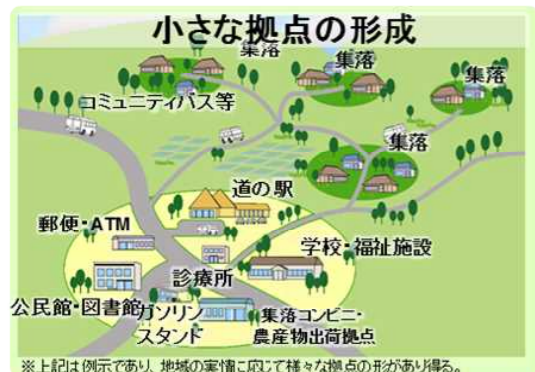 小さな拠点の形成
集落
集落
集落
コミュニティバス等
集落
道の駅
郵便・ATM
学校・福祉施設
診療所
公民館・図書館
ガソリン
スタンド
集落コンビニ・
農産物出荷拠点
※上記は例示であり、地域の実情に応じて様々な拠点の形があり得る。